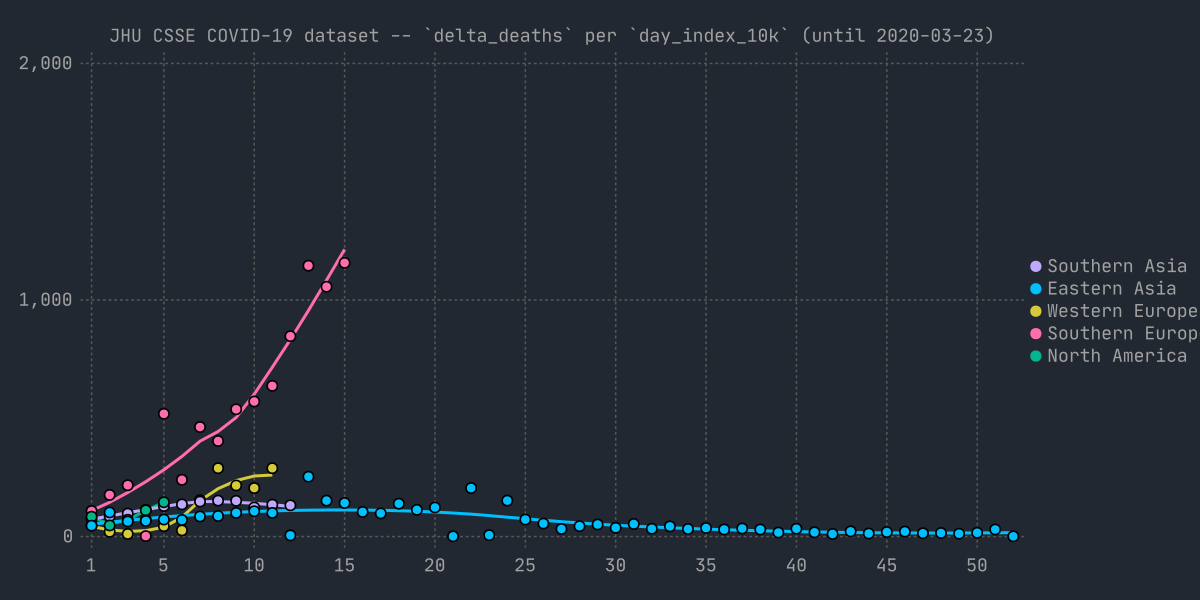 JHU CSSE COVID-19 dataset -- `delta_deaths` per `day_index_10k` (until 2020-03-23)
2,000
1,000
0
1 5 10 15 20 25 30 35 40 45 50
Southern Asia
Eastern Asia
Western Europe
Southern Europ
North America